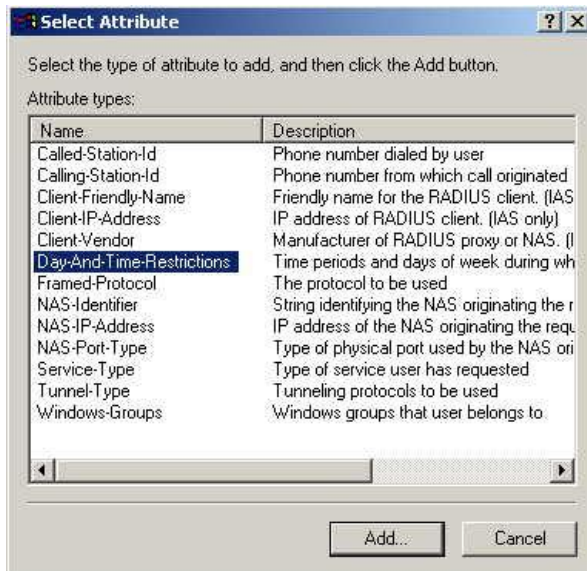 Select Attribute
Select the type of attribute to add, and then click the Add button.
Attribute types:
Name Description
Called-Station-Id Phone number dialed by user
Calling-Station-Id Phone number from which call originated
Client-Friendly-Name Friendly name for the RADIUS client. (IAS
Client-IP-Address IP address of RADIUS client. (IAS only)
Client-Vendor Manufacturer of RADIUS proxy or NAS. (I
Day-And-Time-Restrictions Time periods and days of week during wh
Framed-Protocol The protocol to be used
NAS-Identifier String identifying the NAS originating the r
NAS-IP-Address IP address of the NAS originating the requ
NAS-Port-Type Type of physical port used by the NAS ori
Service-Type Type of service user has requested
Tunnel-Type Tunneling protocols to be used
Windows-Groups Windows groups that user belongs to
Add... Cancel